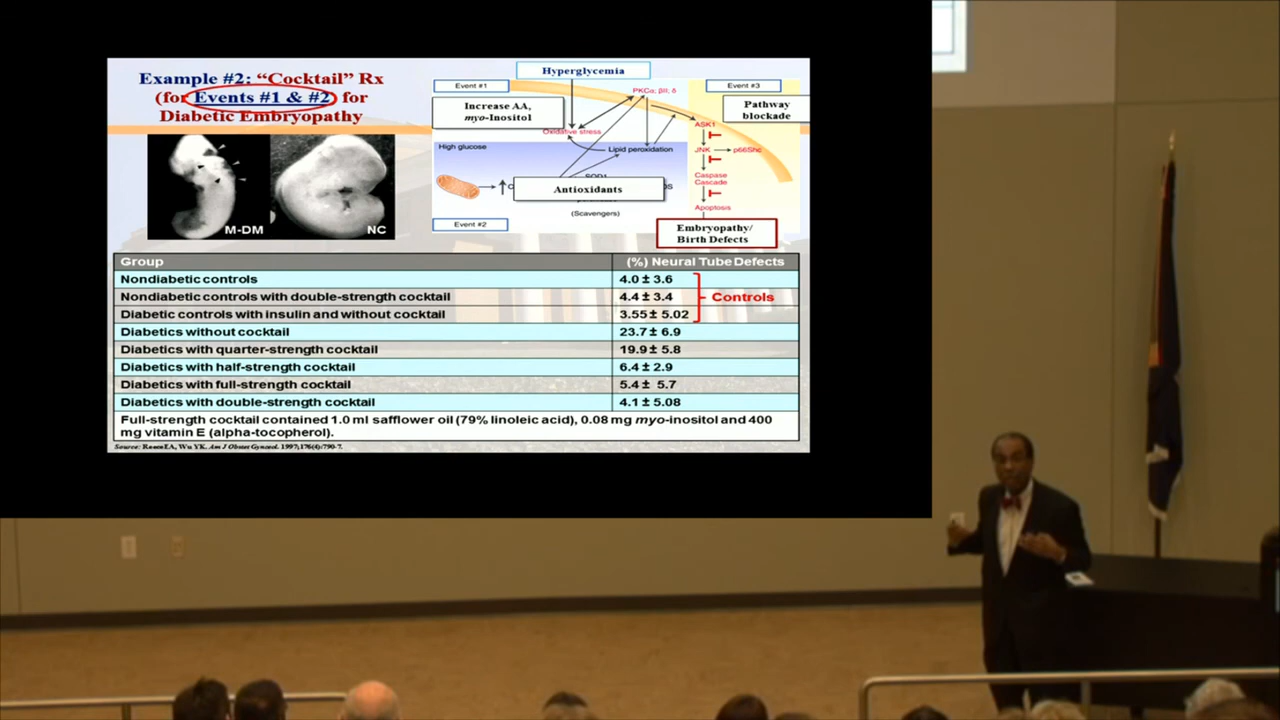 Example #2: “Cocktail” Rx
(for Events #1 & #2) for
Diabetic Embryopathy
M-DM
NC
Hyperglycemia
Event #1
Event #3
Increase AA,
myo-Inositol
PKCα, βII, δ
Pathway
blockade
Oxidative stress
ASK1
High glucose
Lipid peroxidation
JNK
p66Shc
Caspase
Cascade
SOD1
Antioxidants
(Scavengers)
Apoptosis
Event #2
Embryopathy/
Birth Defects
Group (%) Neural Tube Defects
Nondiabetic controls 4.0 ± 3.6
Nondiabetic controls with double-strength cocktail 4.4 ± 3.4
Controls
Diabetic controls with insulin and without cocktail 3.55 ± 5.02
Diabetics without cocktail 23.7 ± 6.9
Diabetics with quarter-strength cocktail 19.9 ± 5.8
Diabetics with half-strength cocktail 6.4 ± 2.9
Diabetics with full-strength cocktail 5.4 ± 5.7
Diabetics with double-strength cocktail 4.1 ± 5.08
Full-strength cocktail contained 1.0 ml safflower oil (79% linoleic acid), 0.08 mg myo-inositol and 400
mg vitamin E (alpha-tocopherol).
Source: Reece EA, Wu YK. Am J Obstet Gynecol. 1997;176(4):790-7.